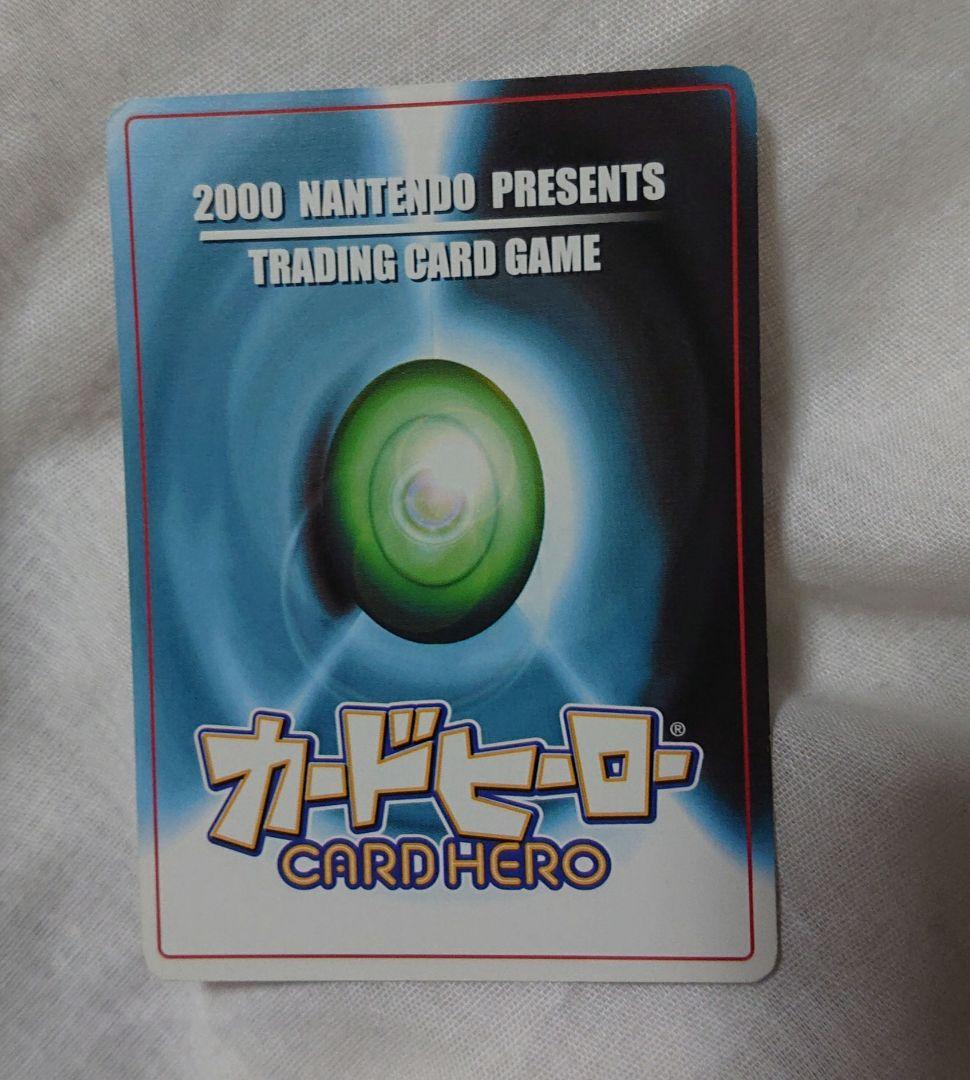 2000 NANTENDO PRESENTS
TRADING CARD GAME
カードヒーロー®
CARD HERO